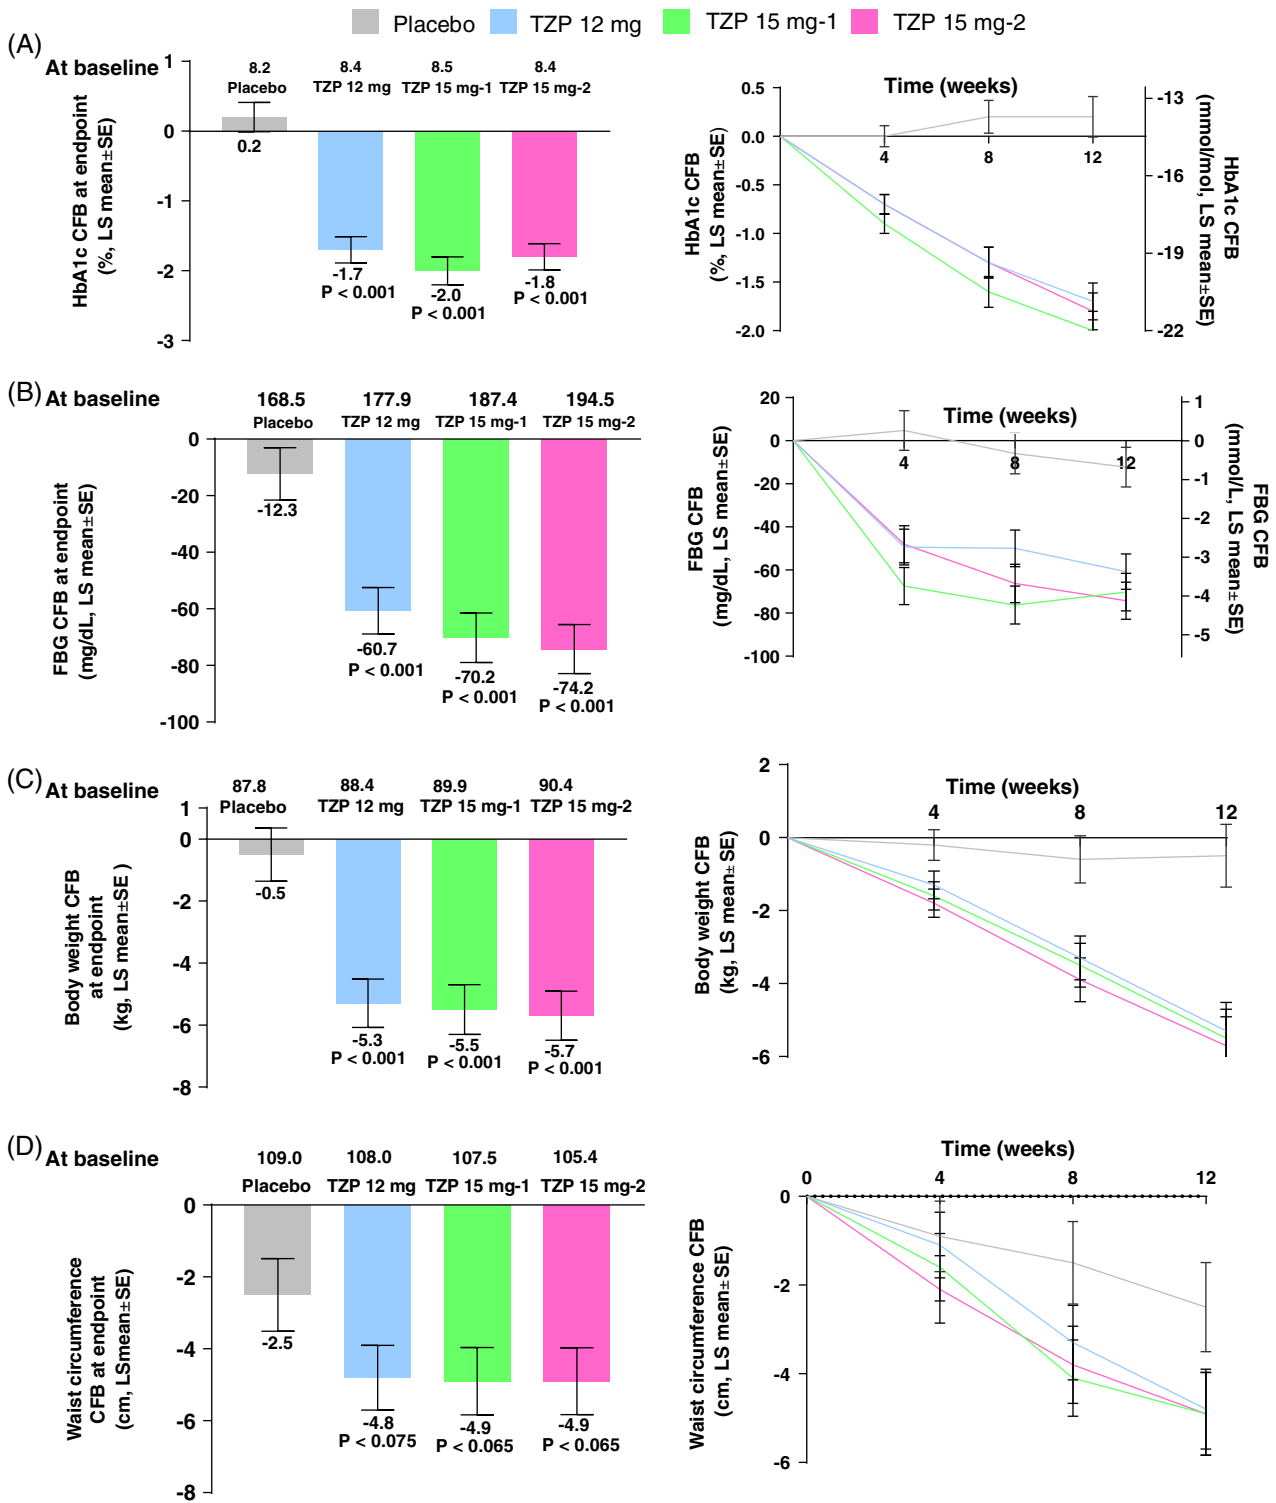 Placebo TZP 12 mg TZP 15 mg-1 TZP 15 mg-2
(A)
At baseline 8.2 8.4 8.5 8.4
Placebo TZP 12 mg TZP 15 mg-1 TZP 15 mg-2
HbA1c CFB at endpoint
(%, LS mean±SE)
1
0
-1
-2
-3
0.2
-1.7
P < 0.001
-2.0
P < 0.001
-1.8
P < 0.001
Time (weeks)
HbA1c CFB
(%, LS mean±SE)
0.5
0.0
-0.5
-1.0
-1.5
-2.0
4 8 12
-13
-16
-19
-22
HbA1c CFB
(mmol/mol, LS mean±SE)
(B)
At baseline 168.5 177.9 187.4 194.5
Placebo TZP 12 mg TZP 15 mg-1 TZP 15 mg-2
FBG CFB at endpoint
(mg/dL, LS mean±SE)
0
-20
-40
-60
-80
-100
-12.3
-60.7
P < 0.001
-70.2
P < 0.001
-74.2
P < 0.001
Time (weeks)
FBG CFB
(mg/dL, LS mean±SE)
20
0
-20
-40
-60
-80
-100
4 8 12
1
0
-1
-2
-3
-4
-5
FBG CFB
(mmol/L, LS mean±SE)
(C)
At baseline 87.8 88.4 89.9 90.4
Placebo TZP 12 mg TZP 15 mg-1 TZP 15 mg-2
Body weight CFB
at endpoint
(kg, LS mean±SE )
1
0
-2
-4
-6
-8
-0.5
-5.3
P < 0.001
-5.5
P < 0.001
-5.7
P < 0.001
Time (weeks)
Body weight CFB
(kg, LS mean±SE)
2
0
-2
-4
-6
4 8 12
(D)
At baseline 109.0 108.0 107.5 105.4
Placebo TZP 12 mg TZP 15 mg-1 TZP 15 mg-2
Waist circumference
CFB at endpoint
(cm, LSmean±SE)
0
-2
-4
-6
-8
-2.5
-4.8
P < 0.075
-4.9
P < 0.065
-4.9
P < 0.065
Time (weeks)
0 4 8 12
Waist circumference CFB
(cm, LS mean±SE)
0
-2
-4
-6